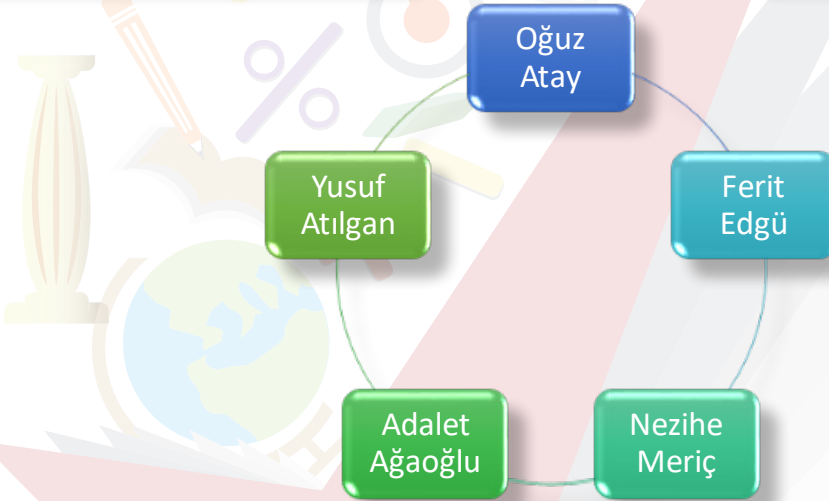 Oğuz
Atay
Yusuf
Atılgan
Ferit
Edgü
Adalet
Ağaoğlu
Nezihe
Meriç